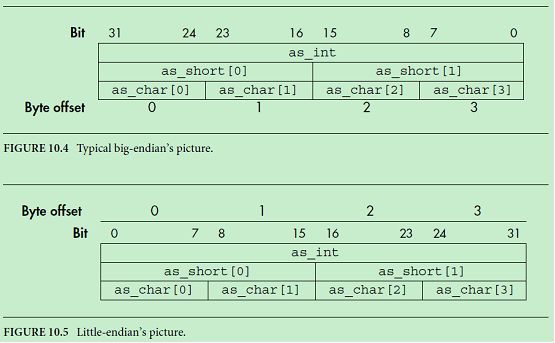 Bit 31 24 23 16 15 8 7 0
as_int
as_short[0] as_short[1]
as_char[0] as_char[1] as_char[2] as_char[3]
Byte offset 0 1 2 3
FIGURE 10.4 Typical big-endian’s picture.
Byte offset 0 1 2 3
Bit 0 7 8 15 16 23 24 31
as_int
as_short[0] as_short[1]
as_char[0] as_char[1] as_char[2] as_char[3]
FIGURE 10.5 Little-endian’s picture.